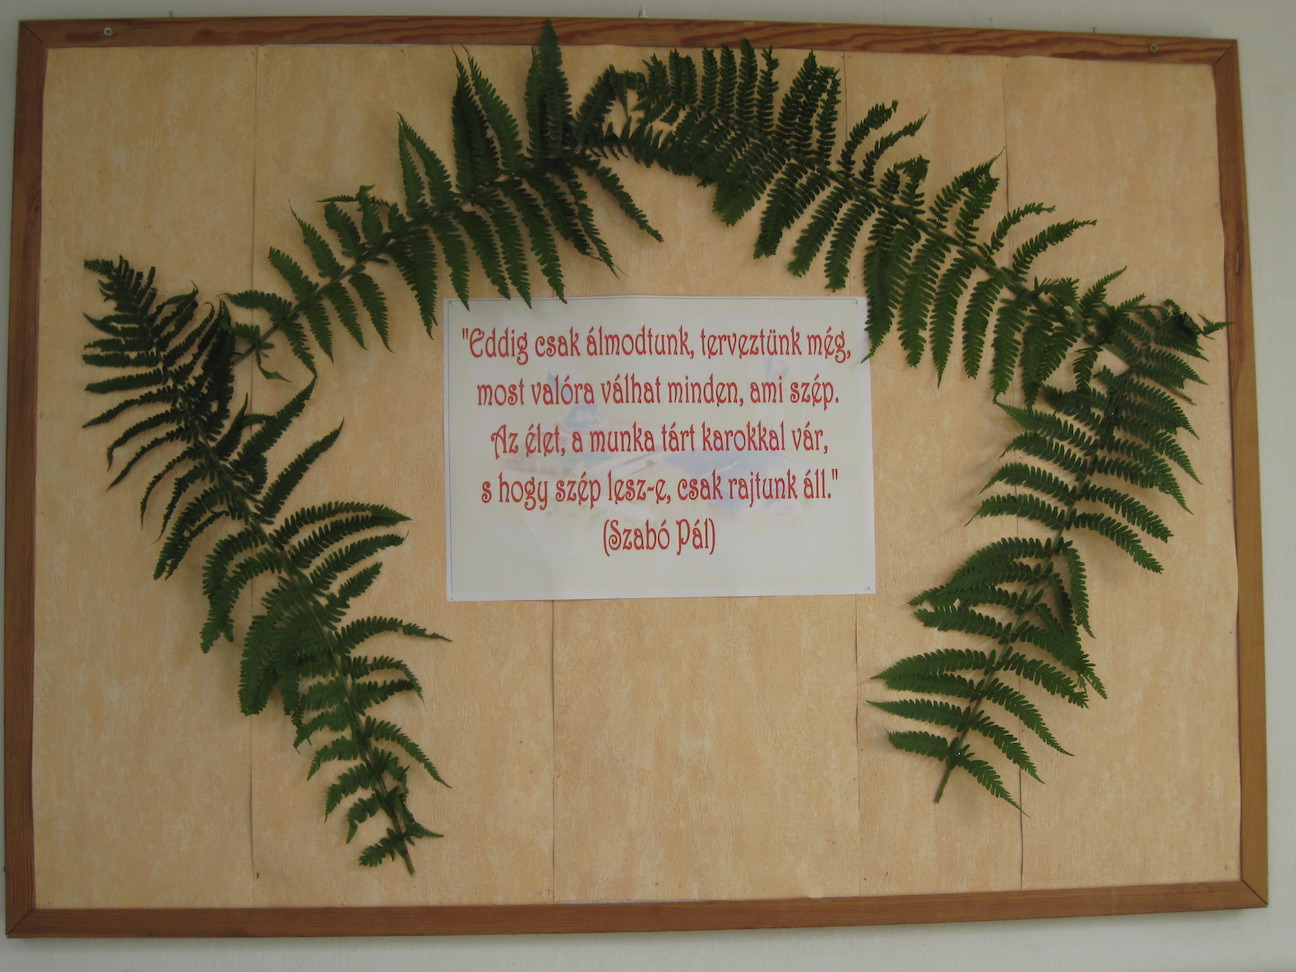 "Eddig csak álmodtunk, terveztünk még,
most valóra válhat minden, ami szép.
Az élet, a munka tárt karokkal vár,
s hogy szép lesz-e, csak rajtunk áll."
(Szabó Pál)